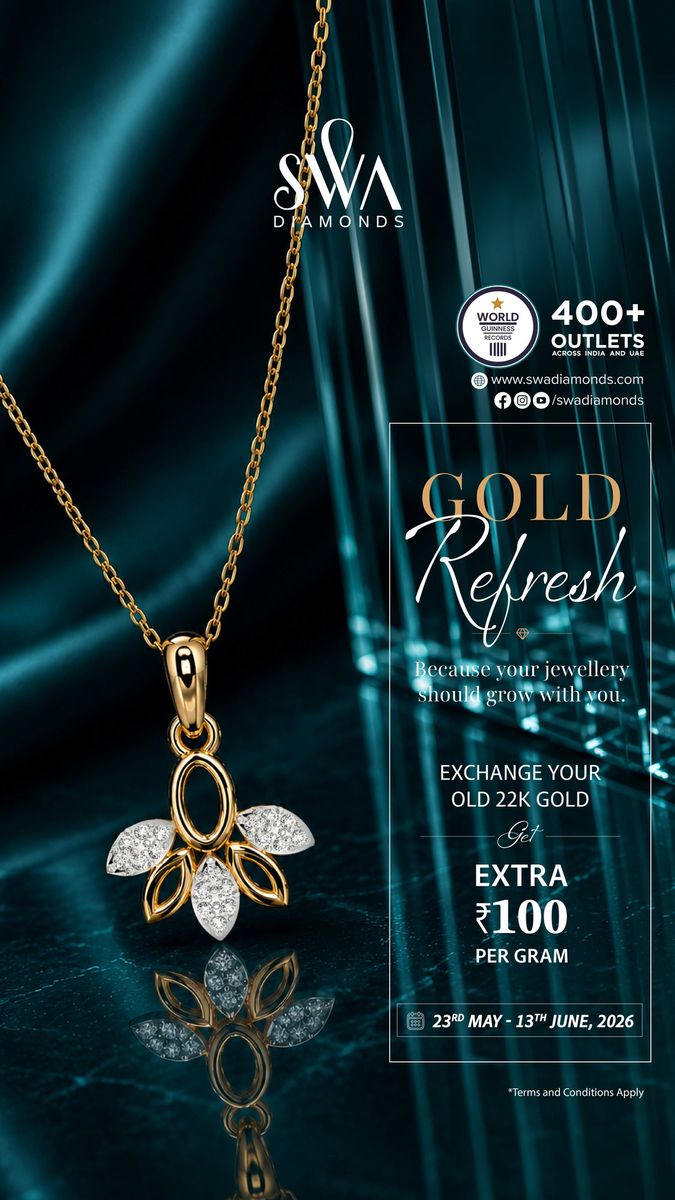 SWA
DIAMONDS
WORLD
GUINNESS
RECORDS
400+
OUTLETS
ACROSS INDIA AND UAE
www.swadiamonds.com
/swadiamonds
GOLD
Refresh
Because your jewellery
should grow with you.
EXCHANGE YOUR
OLD 22K GOLD
Get
EXTRA
₹100
PER GRAM
23RD MAY - 13TH JUNE, 2026
*Terms and Conditions Apply